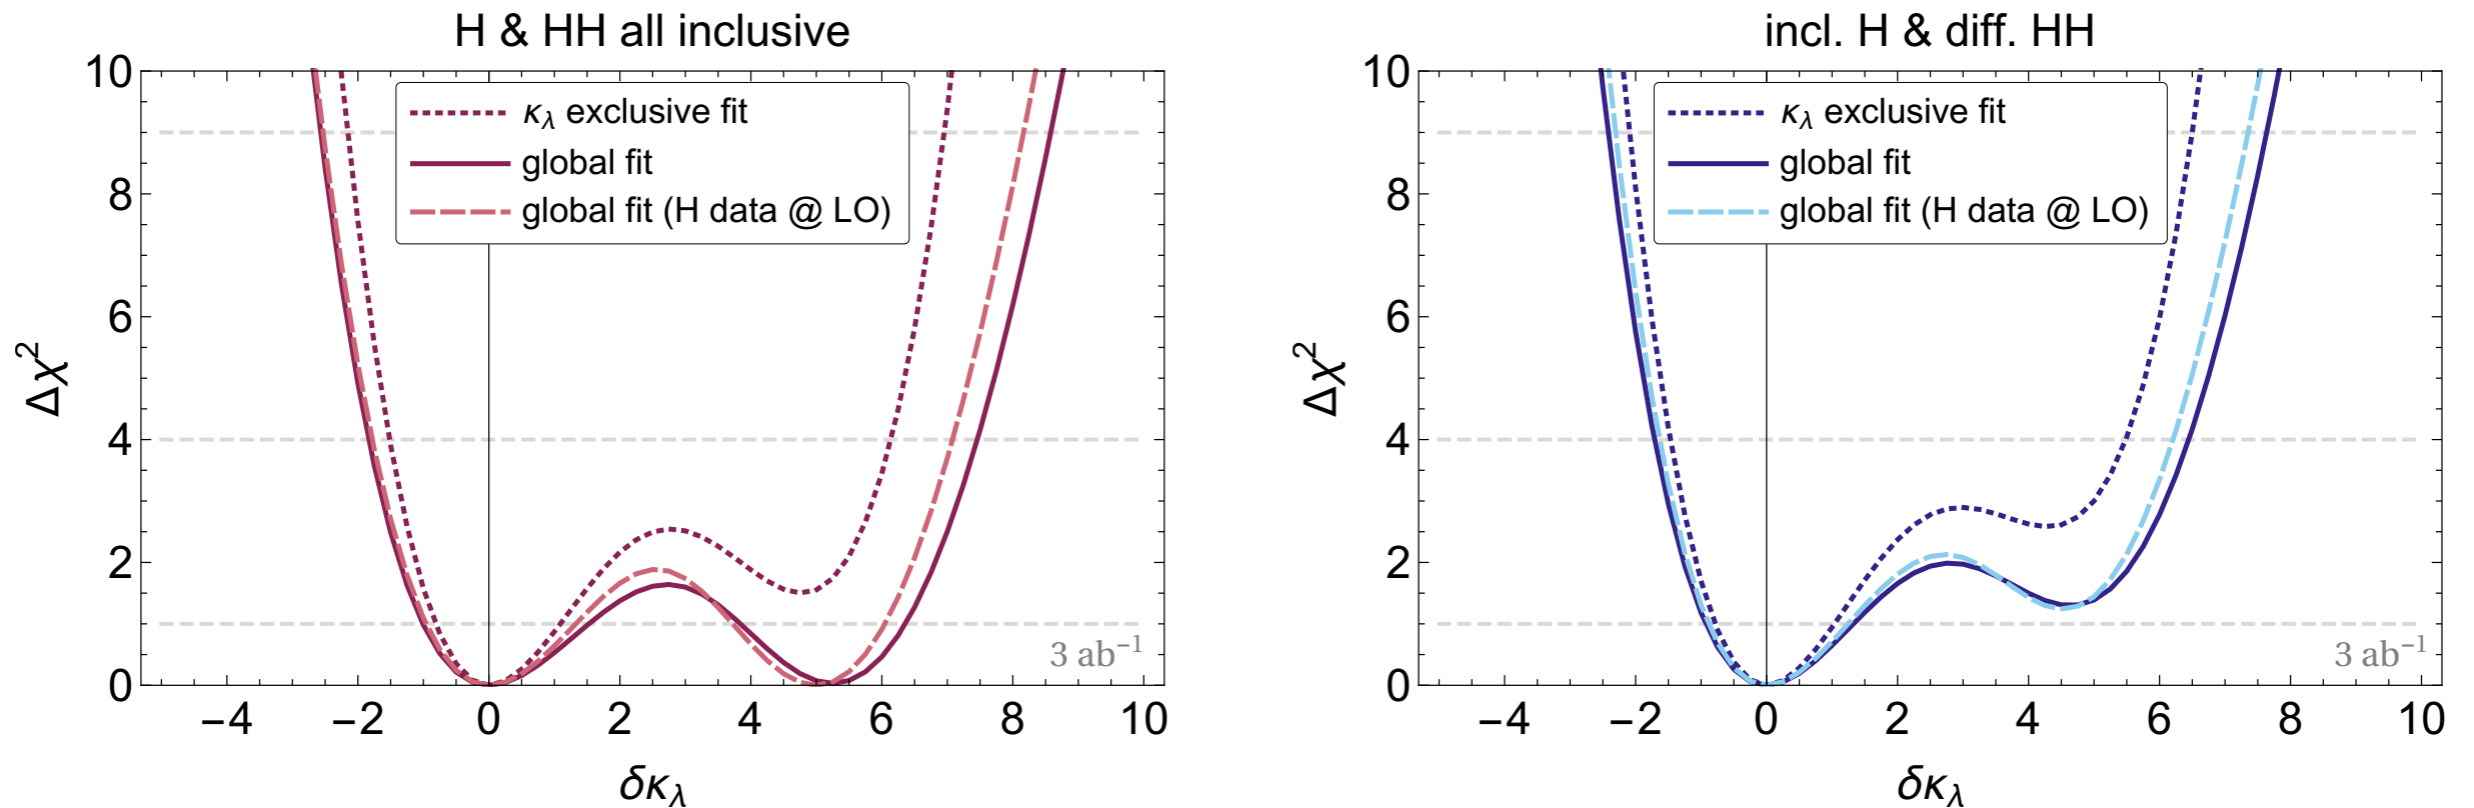 H & HH all inclusive
10
8
6
4
2
0
Δχ²
κλ exclusive fit
global fit
global fit (H data @ LO)
3 ab⁻¹
−4 −2 0 2 4 6 8 10
δκλ
incl. H & diff. HH
10
8
6
4
2
0
Δχ²
κλ exclusive fit
global fit
global fit (H data @ LO)
3 ab⁻¹
−4 −2 0 2 4 6 8 10
δκλ